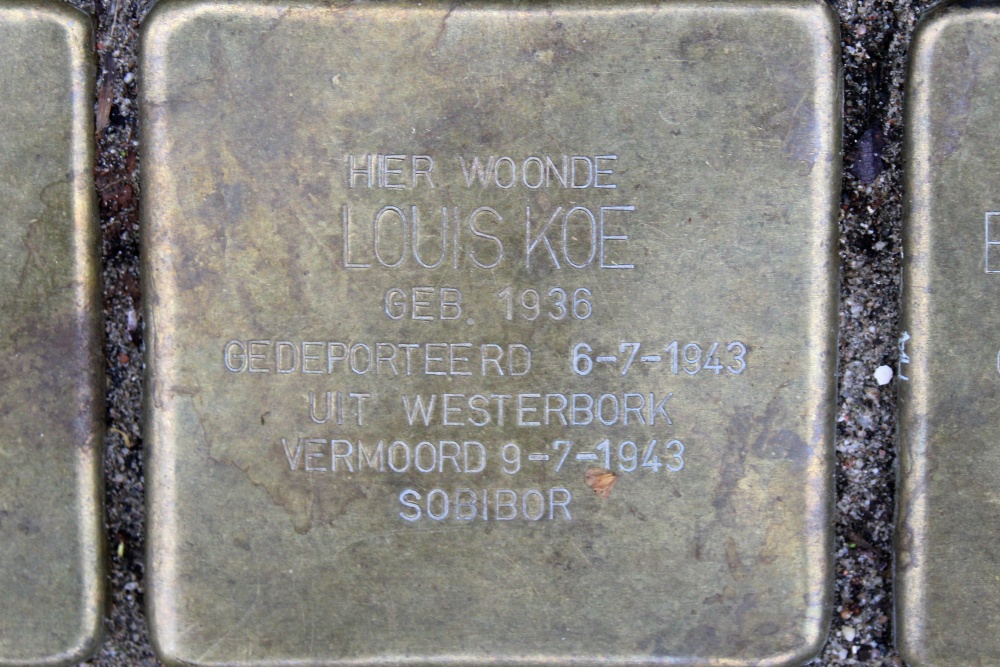 HIER WOONDE
LOUIS KOE
GEB. 1936
GEDEPORTEERD 6-7-1943
UIT WESTERBORK
VERMOORD 9-7-1943
SOBIBOR